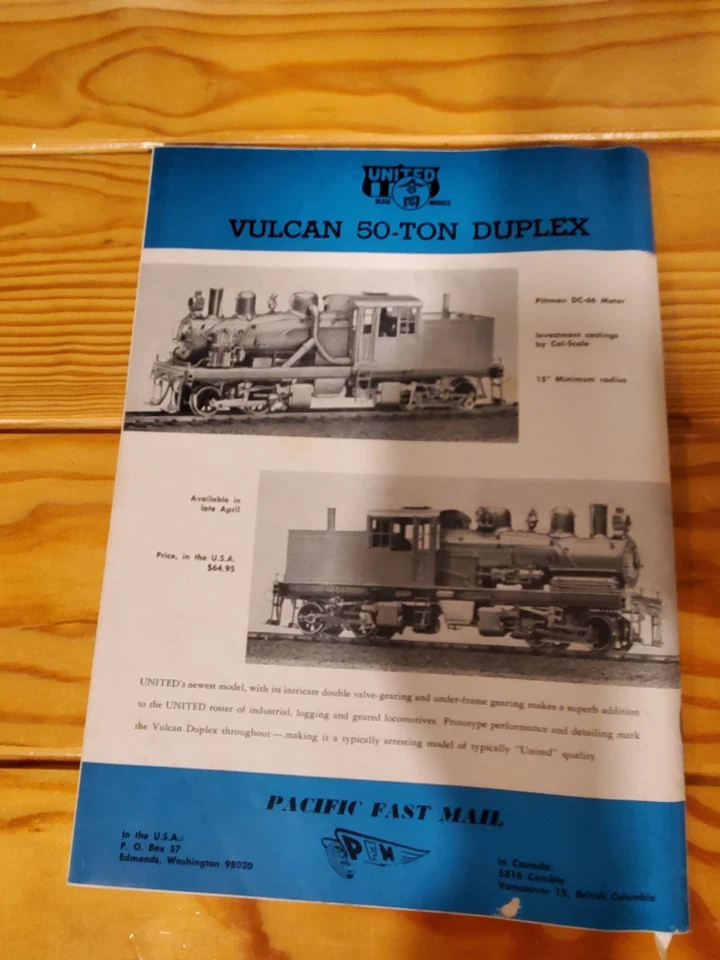 UNITED
SCALE MODELS
合同
VULCAN 50-TON DUPLEX
Pittman DC-66 Motor
Investment castings
by Cal-Scale
15" Minimum radius
Available in
late April
Price, in the U.S.A.
$64.95
UNITED's newest model, with its intricate double valve-gearing and under-frame gearing makes a superb addition
to the UNITED roster of industrial, logging and geared locomotives. Prototype performance and detailing mark
the Vulcan Duplex throughout — making it a typically arresting model of typically "United" quality.
PACIFIC FAST MAIL
PFM
In the U.S.A.:
P. O. Box 57
Edmonds, Washington 98020
In Canada:
5816 Cambie
Vancouver 15, British Columbia